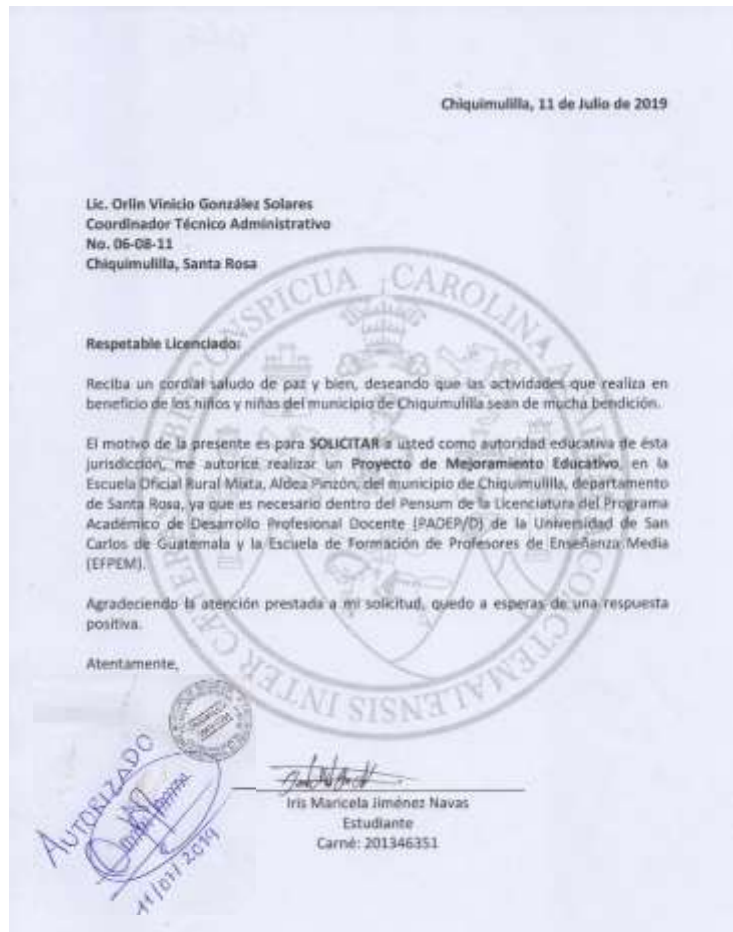 Chiquimulilla, 11 de Julio de 2019
Lic. Orlin Vinicio González Solares
Coordinador Técnico Administrativo
No. 06-08-11
Chiquimulilla, Santa Rosa
Respetable Licenciado:
Reciba un cordial saludo de paz y bien, deseando que las actividades que realiza en
beneficio de los niños y niñas del municipio de Chiquimulilla sean de mucha bendición.
El motivo de la presente es para SOLICITAR a usted como autoridad educativa de ésta
jurisdicción, me autorice realizar un Proyecto de Mejoramiento Educativo, en la
Escuela Oficial Rural Mixta, Aldea Pinzón, del municipio de Chiquimulilla, departamento
de Santa Rosa, ya que es necesario dentro del Pensum de la Licenciatura del Programa
Académico de Desarrollo Profesional Docente (PADEP/D) de la Universidad de San
Carlos de Guatemala y la Escuela de Formación de Profesores de Enseñanza Media
(EFPEM).
Agradeciendo la atención prestada a mi solicitud, quedo a esperas de una respuesta
positiva.
Atentamente,
AUTORIZADO
11/07/2019
Iris Maricela Jiménez Navas
Estudiante
Carné: 201346351
CONSPICUA CAROLINA
COACTEMALENSIS INTER